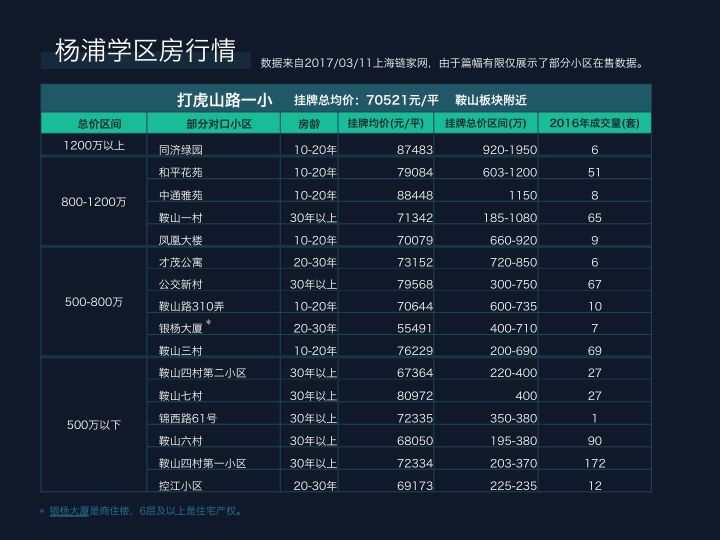 杨浦学区房行情
数据来自2017/03/11上海链家网，由于篇幅有限仅展示了部分小区在售数据。
打虎山路一小 挂牌总均价：70521元/平 鞍山板块附近
总价区间 部分对口小区 房龄 挂牌均价(元/平) 挂牌总价区间(万) 2016年成交量(套)
1200万以上 同济绿园 10-20年 87483 920-1950 6
和平花苑 10-20年 79084 603-1200 51
中通雅苑 10-20年 88448 1150 8
800-1200万
鞍山一村 30年以上 71342 185-1080 65
凤凰大楼 10-20年 70079 660-920 9
才茂公寓 20-30年 73152 720-850 6
公交新村 30年以上 79568 300-750 67
500-800万 鞍山路310弄 10-20年 70644 600-735 10
银杨大厦* 20-30年 55491 400-710 7
鞍山三村 10-20年 76229 200-690 69
鞍山四村第二小区 30年以上 67364 220-400 27
鞍山七村 30年以上 80972 400 27
锦西路61号 30年以上 72335 350-380 1
500万以下
鞍山六村 30年以上 68050 195-380 90
鞍山四村第一小区 30年以上 72334 203-370 172
控江小区 20-30年 69173 225-235 12
* 银杨大厦是商住楼，6层及以上是住宅产权。